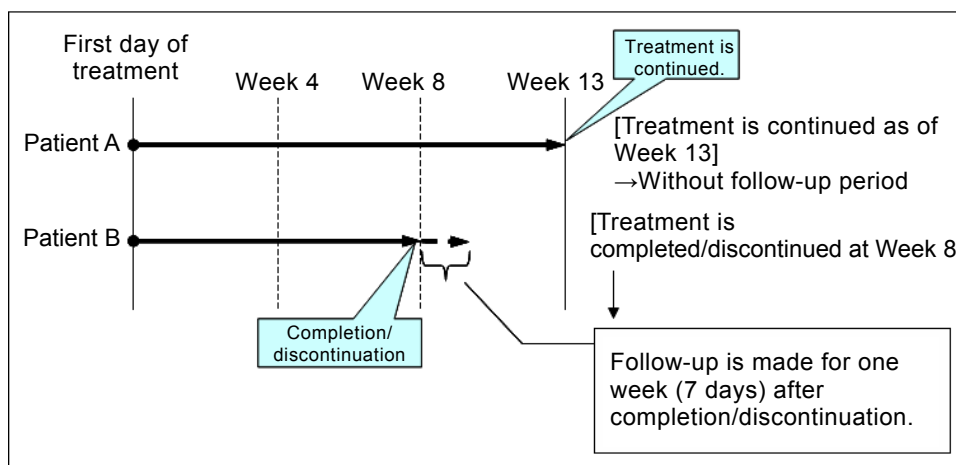 First day of
treatment
Week 4
Week 8
Week 13
Treatment is
continued.
Patient A
[Treatment is continued as of
Week 13]
→Without follow-up period
Patient B
[Treatment is
completed/discontinued at Week 8
Completion/
discontinuation
Follow-up is made for one
week (7 days) after
completion/discontinuation.